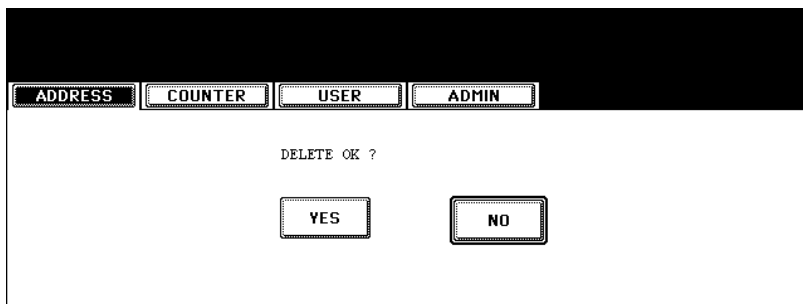 ADDRESS COUNTER USER ADMIN
DELETE OK ?
YES NO